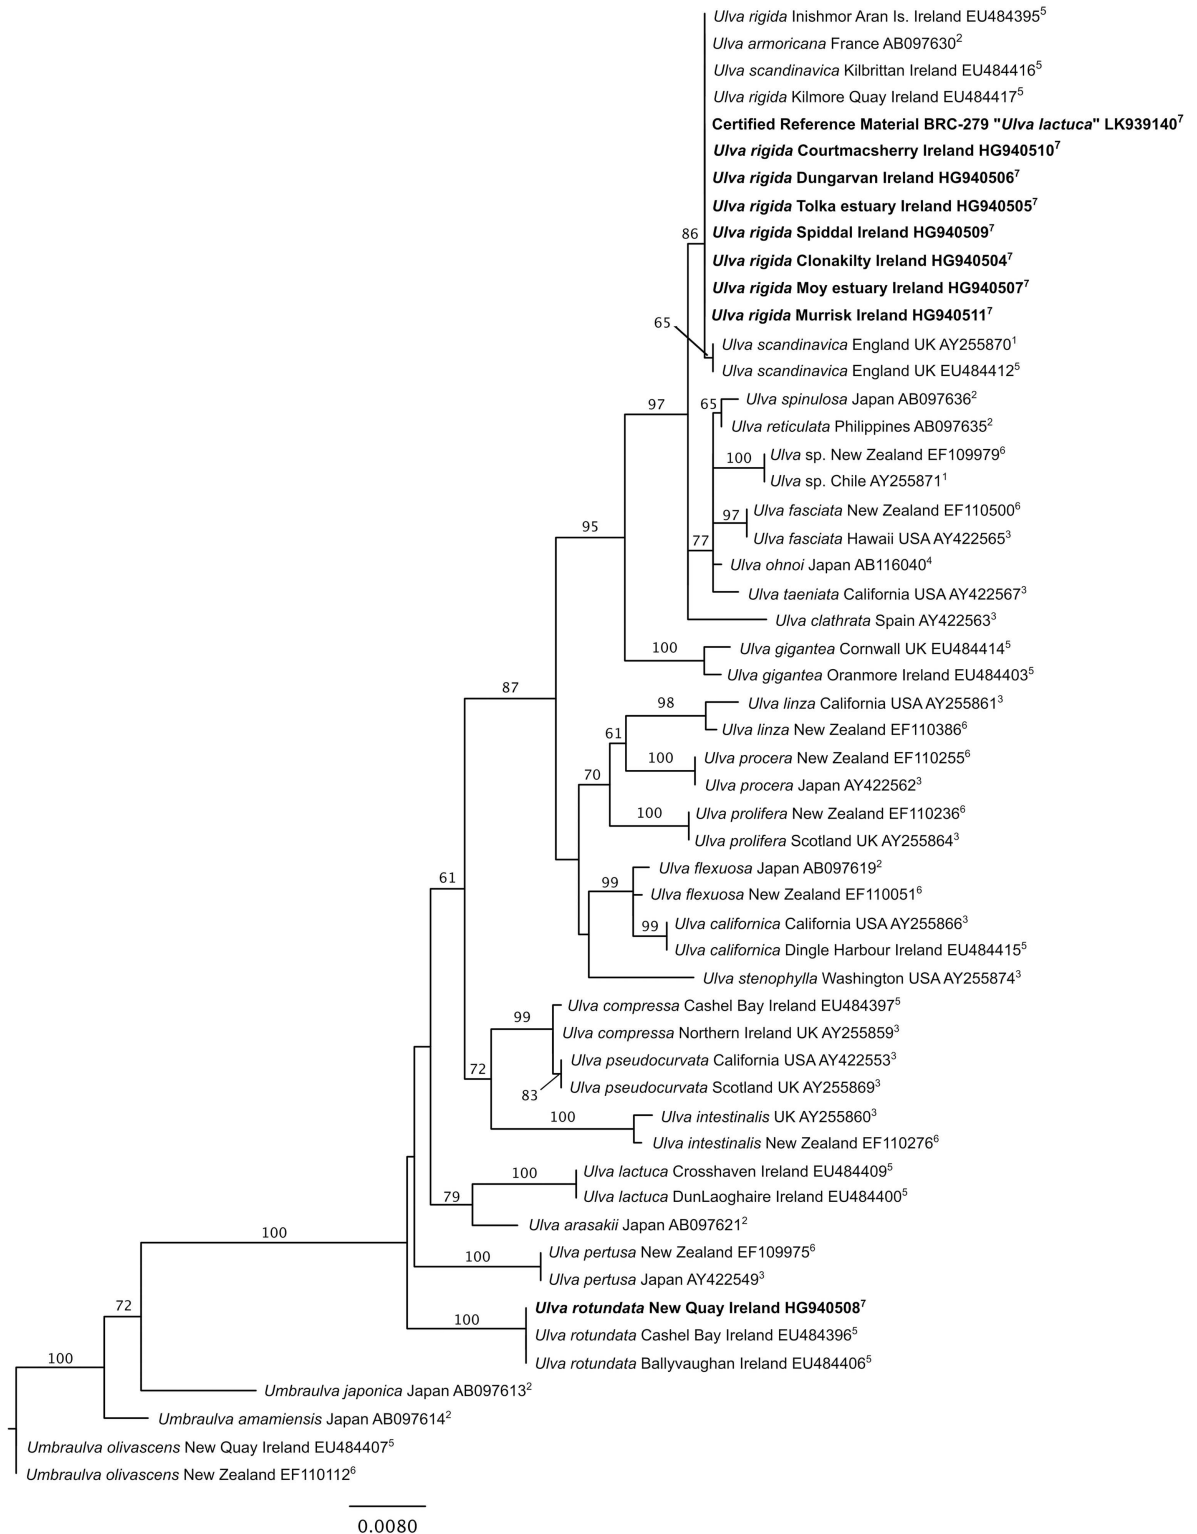 Ulva rigida Inishmor Aran Is. Ireland EU484395⁵
Ulva armoricana France AB097630²
Ulva scandinavica Kilbrittan Ireland EU484416⁵
Ulva rigida Kilmore Quay Ireland EU484417⁵
Certified Reference Material BRC-279 "Ulva lactuca" LK939140⁷
Ulva rigida Courtmacsherry Ireland HG940510⁷
Ulva rigida Dungarvan Ireland HG940506⁷
Ulva rigida Tolka estuary Ireland HG940505⁷
Ulva rigida Spiddal Ireland HG940509⁷
86
Ulva rigida Clonakilty Ireland HG940504⁷
Ulva rigida Moy estuary Ireland HG940507⁷
Ulva rigida Murrisk Ireland HG940511⁷
65
Ulva scandinavica England UK AY255870¹
Ulva scandinavica England UK EU484412⁵
Ulva spinulosa Japan AB097636²
97
65
Ulva reticulata Philippines AB097635²
Ulva sp. New Zealand EF109979⁶
100
Ulva sp. Chile AY255871¹
Ulva fasciata New Zealand EF110500⁶
97
95
Ulva fasciata Hawaii USA AY422565³
77
Ulva ohnoi Japan AB116040⁴
Ulva taeniata California USA AY422567³
Ulva clathrata Spain AY422563³
100
Ulva gigantea Cornwall UK EU484414⁵
Ulva gigantea Oranmore Ireland EU484403⁵
87
98
Ulva linza California USA AY255861³
Ulva linza New Zealand EF110386⁶
61
100
Ulva procera New Zealand EF110255⁶
70
Ulva procera Japan AY422562³
100
Ulva prolifera New Zealand EF110236⁶
Ulva prolifera Scotland UK AY255864³
Ulva flexuosa Japan AB097619²
61
99
Ulva flexuosa New Zealand EF110051⁶
99
Ulva californica California USA AY255866³
Ulva californica Dingle Harbour Ireland EU484415⁵
Ulva stenophylla Washington USA AY255874³
Ulva compressa Cashel Bay Ireland EU484397⁵
99
Ulva compressa Northern Ireland UK AY255859³
Ulva pseudocurvata California USA AY422553³
72
Ulva pseudocurvata Scotland UK AY255869³
83
100
Ulva intestinalis UK AY255860³
Ulva intestinalis New Zealand EF110276⁶
100
Ulva lactuca Crosshaven Ireland EU484409⁵
79
Ulva lactuca DunLaoghaire Ireland EU484400⁵
Ulva arasakii Japan AB097621²
100
100
Ulva pertusa New Zealand EF109975⁶
Ulva pertusa Japan AY422549³
72
100
Ulva rotundata New Quay Ireland HG940508⁷
Ulva rotundata Cashel Bay Ireland EU484396⁵
100
Ulva rotundata Ballyvaughan Ireland EU484406⁵
Umbraulva japonica Japan AB097613²
Umbraulva amamiensis Japan AB097614²
Umbraulva olivascens New Quay Ireland EU484407⁵
Umbraulva olivascens New Zealand EF110112⁶
0.0080